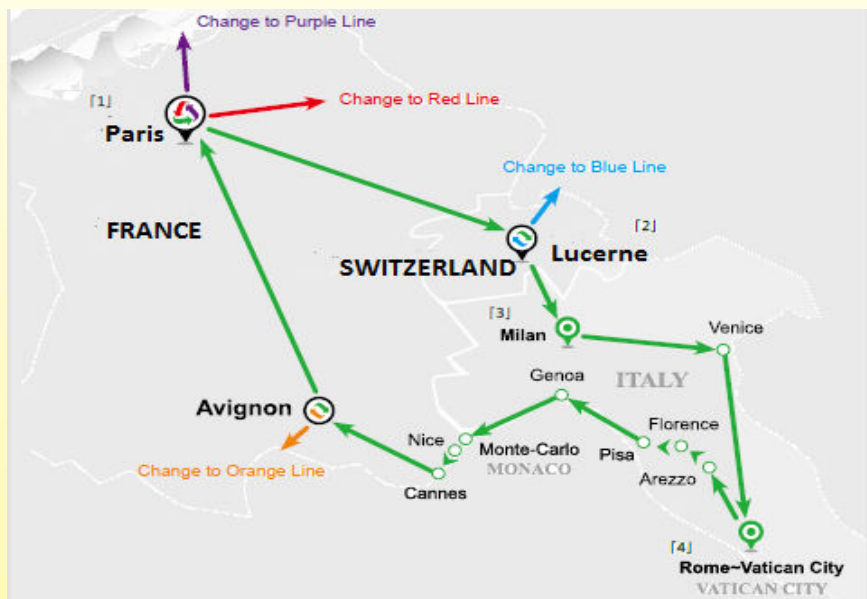 Change to Purple Line
「1」
Change to Red Line
Paris
Change to Blue Line
FRANCE
「2」
Lucerne
SWITZERLAND
「3」
Milan
Venice
Genoa
ITALY
Avignon
Nice
Monte-Carlo
MONACO
Florence
Pisa
Arezzo
Change to Orange Line
Cannes
「4」
Rome~Vatican City
VATICAN CITY